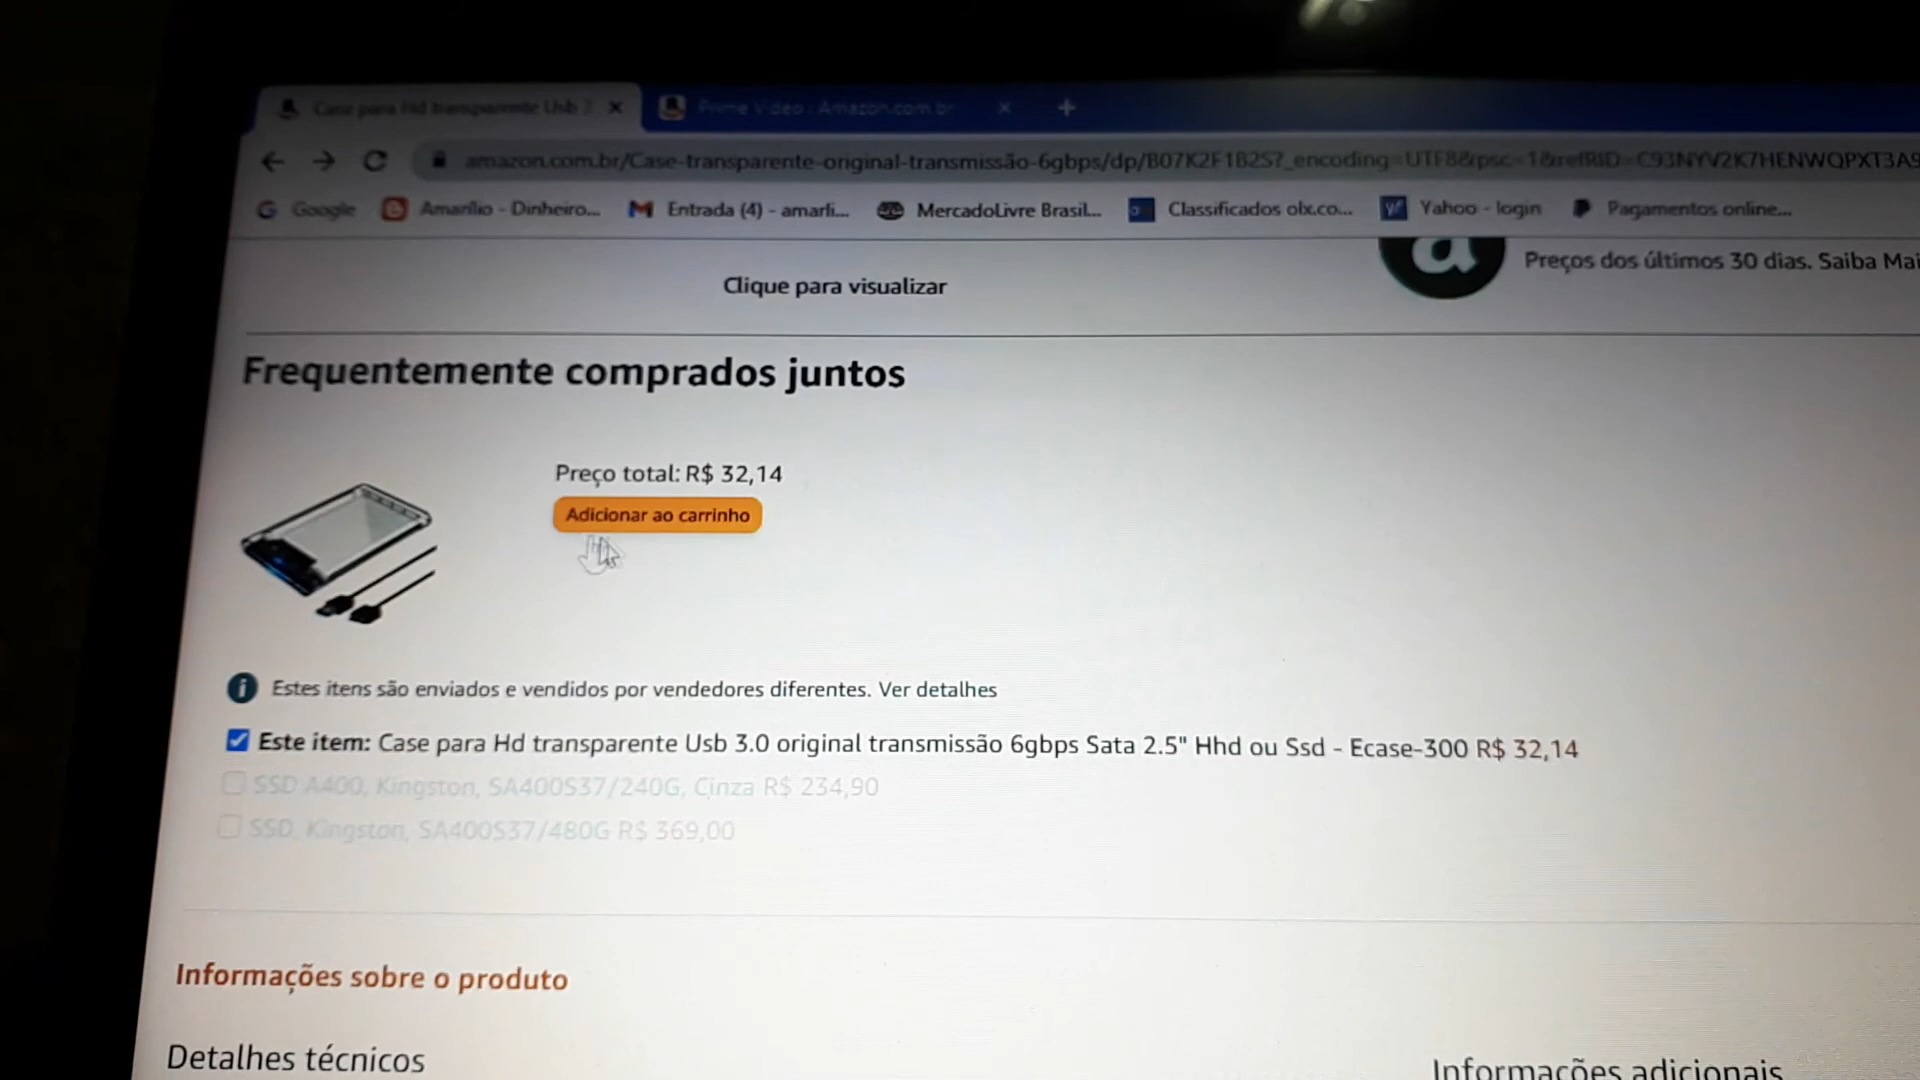 Case para Hd transparente Usb 3
Prime Video : Amazon.com.br
amazon.com.br/Case-transparente-original-transmissão-6gbps/dp/B07K2F1B2S?_encoding=UTF8&psc=1&refRID=C93NYV2K7HENWQPXT3AS
Google
Amarílio - Dinheiro...
Entrada (4) - amarli...
MercadoLivre Brasil...
Classificados olx.co...
Yahoo - login
Pagamentos online...
Clique para visualizar
a
Preços dos últimos 30 dias. Saiba Mai
Frequentemente comprados juntos
Preço total: R$ 32,14
Adicionar ao carrinho
Estes itens são enviados e vendidos por vendedores diferentes. Ver detalhes
Este item: Case para Hd transparente Usb 3.0 original transmissão 6gbps Sata 2.5" Hhd ou Ssd - Ecase-300 R$ 32,14
SSD A400, Kingston, SA400S37/240G, Cinza R$ 234,90
SSD, Kingston, SA400S37/480G R$ 369,00
Informações sobre o produto
Detalhes técnicos
Informações adicionais